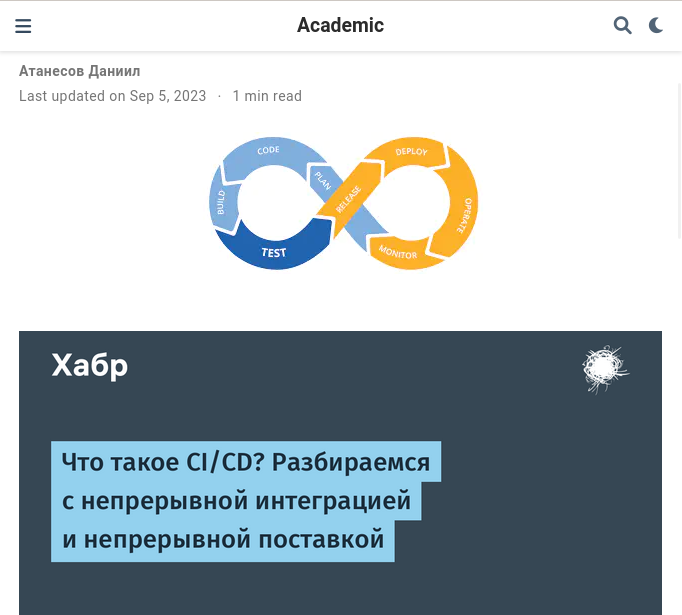 Academic
Атанесов Даниил
Last updated on Sep 5, 2023 · 1 min read
CODE
DEPLOY
PLAN
BUILD
RELEASE
OPERATE
TEST
MONITOR
Хабр
Что такое CI/CD? Разбираемся
с непрерывной интеграцией
и непрерывной поставкой